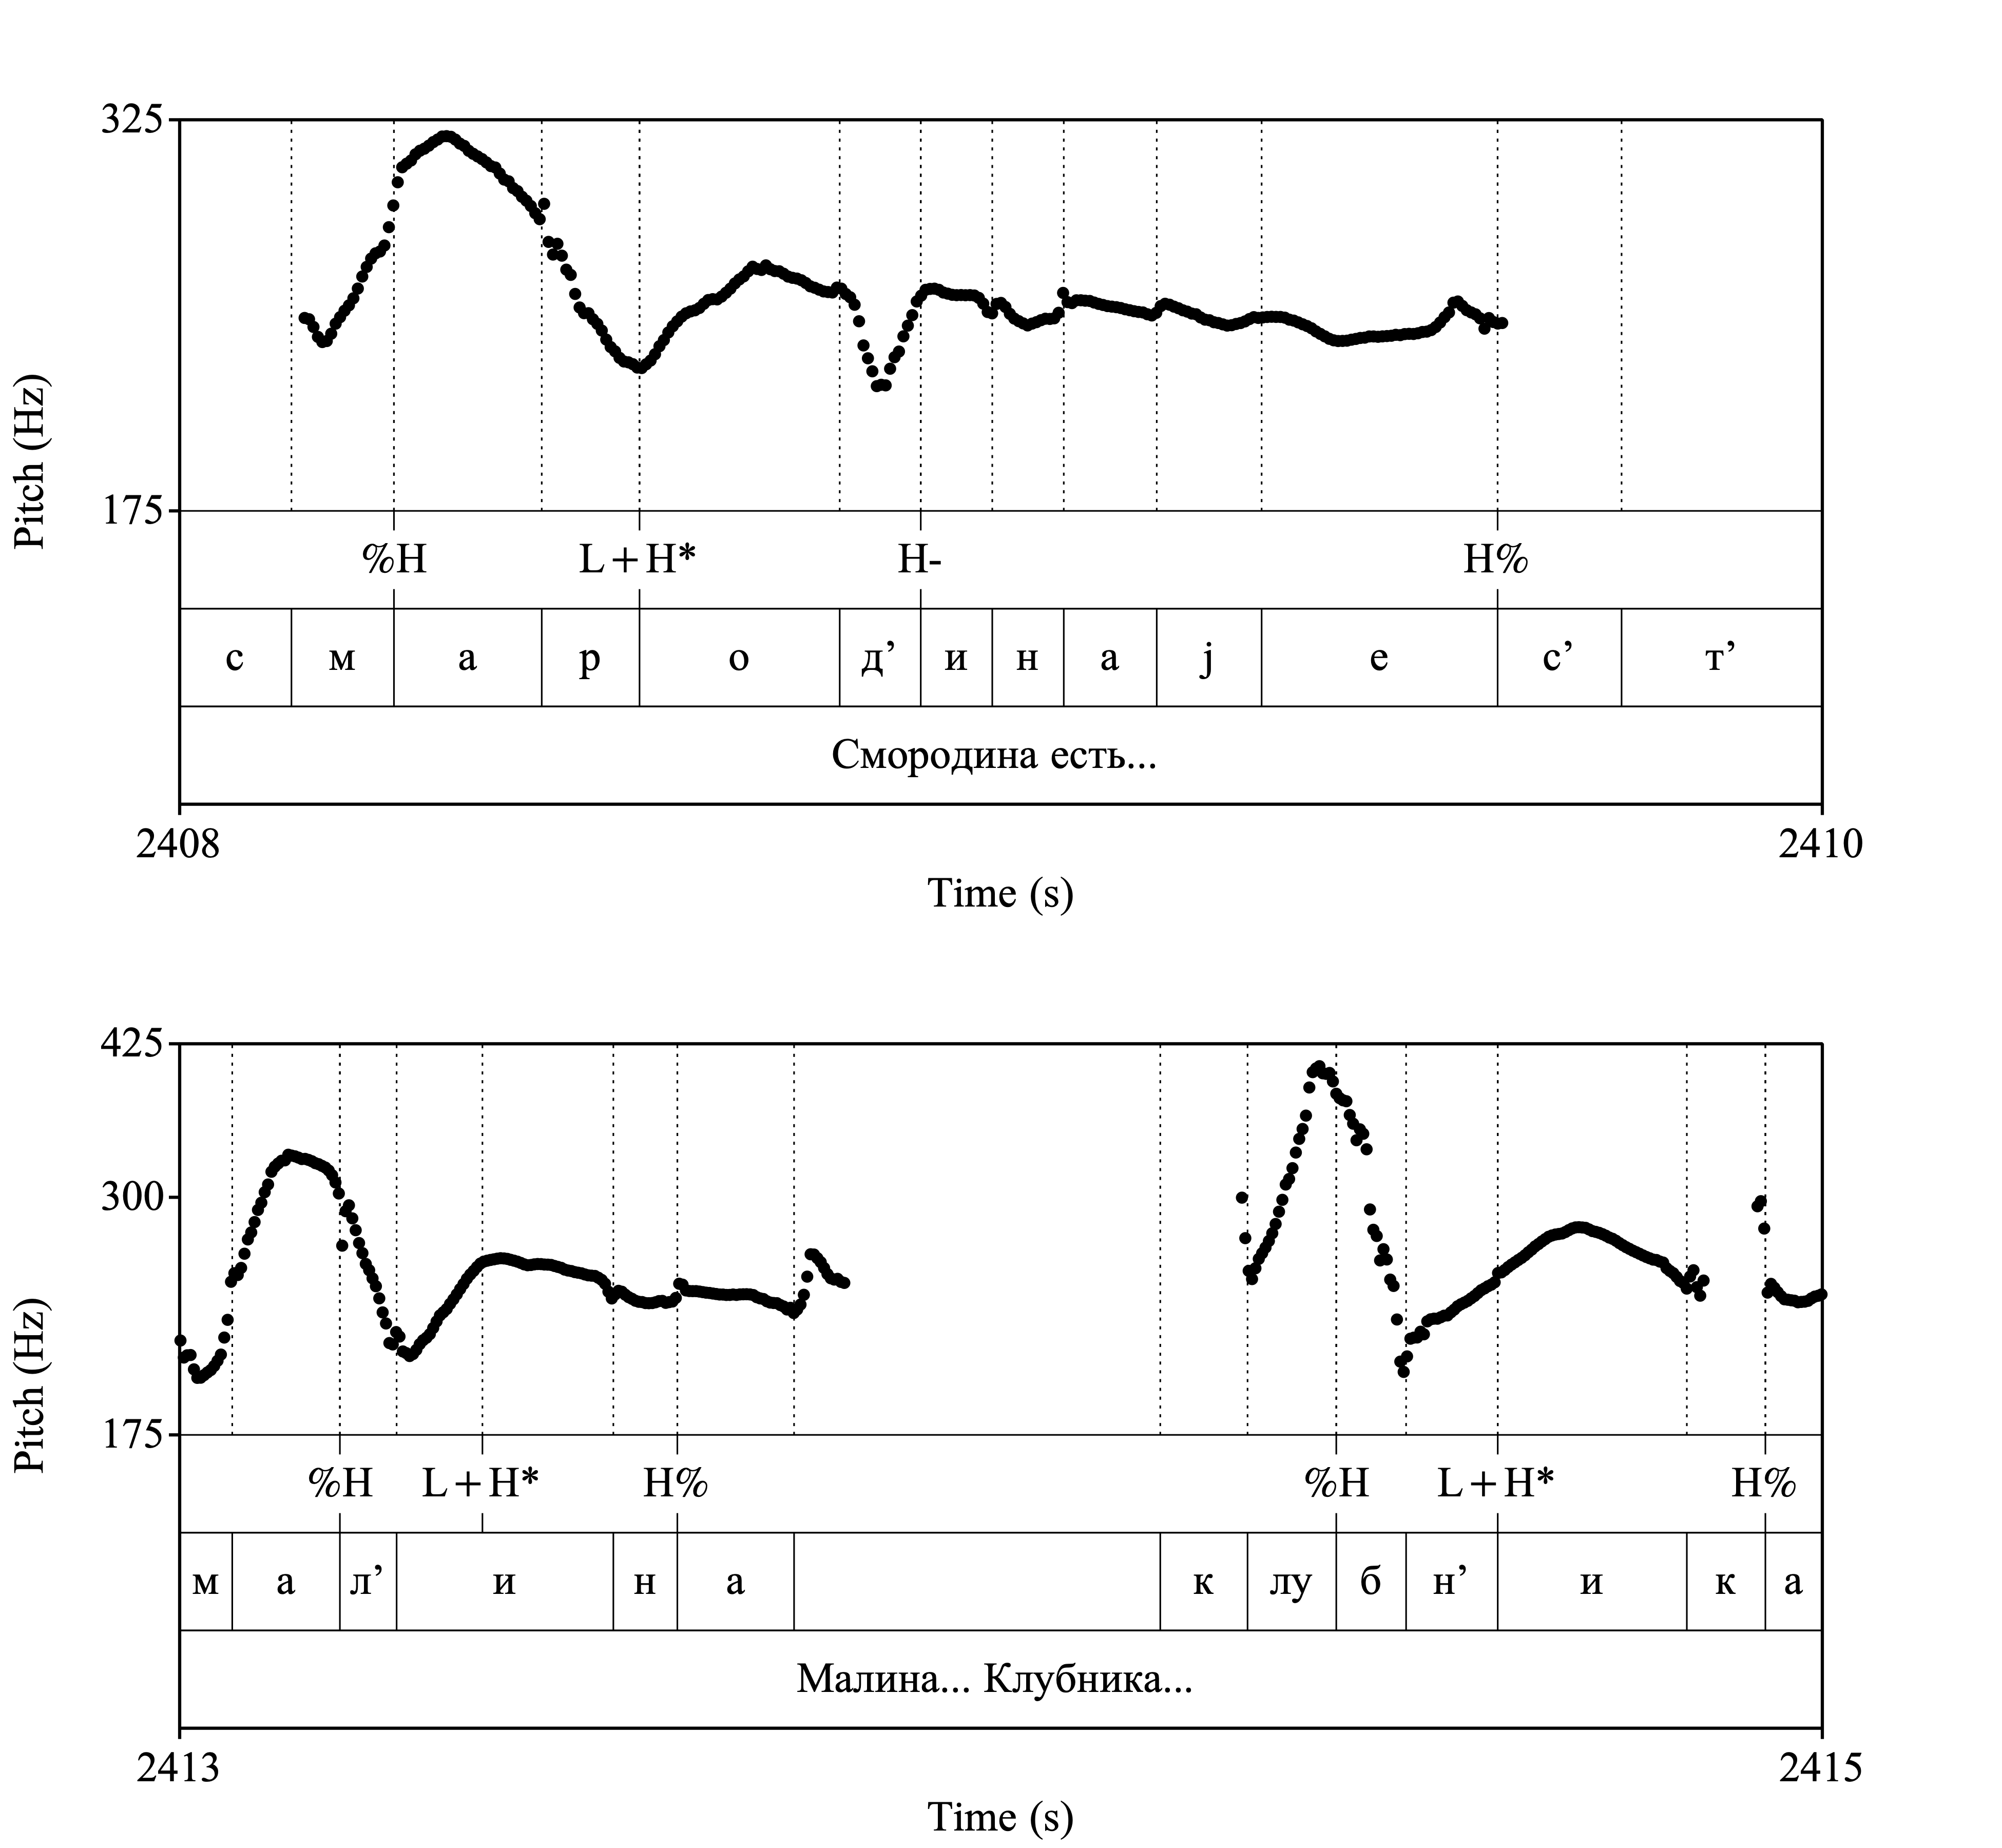 325
Pitch (Hz)
175
%H L+H* H- H%
с м а р о д’ и н а j е с’ т’
Смородина есть...
2408 2410
Time (s)
425
300
Pitch (Hz)
175
%H L+H* H% %H L+H* H%
м а л’ и н а к лу б н’ и к а
Малина... Клубника...
2413 2415
Time (s)